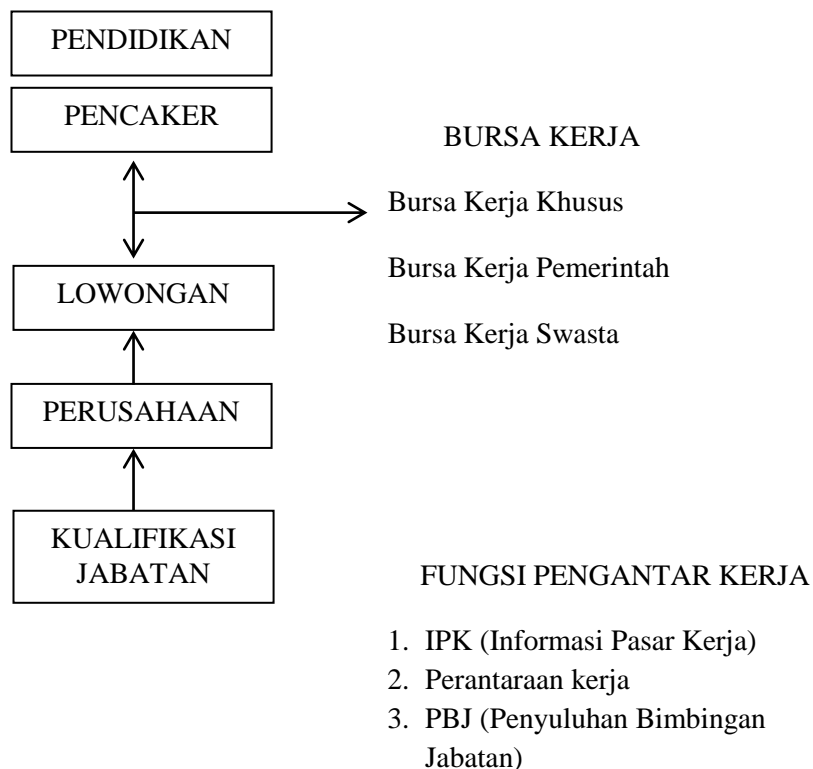 PENDIDIKAN
PENCAKER
BURSA KERJA
Bursa Kerja Khusus
Bursa Kerja Pemerintah
LOWONGAN
Bursa Kerja Swasta
PERUSAHAAN
KUALIFIKASI
JABATAN
FUNGSI PENGANTAR KERJA
1. IPK (Informasi Pasar Kerja)
2. Perantaraan kerja
3. PBJ (Penyuluhan Bimbingan
Jabatan)